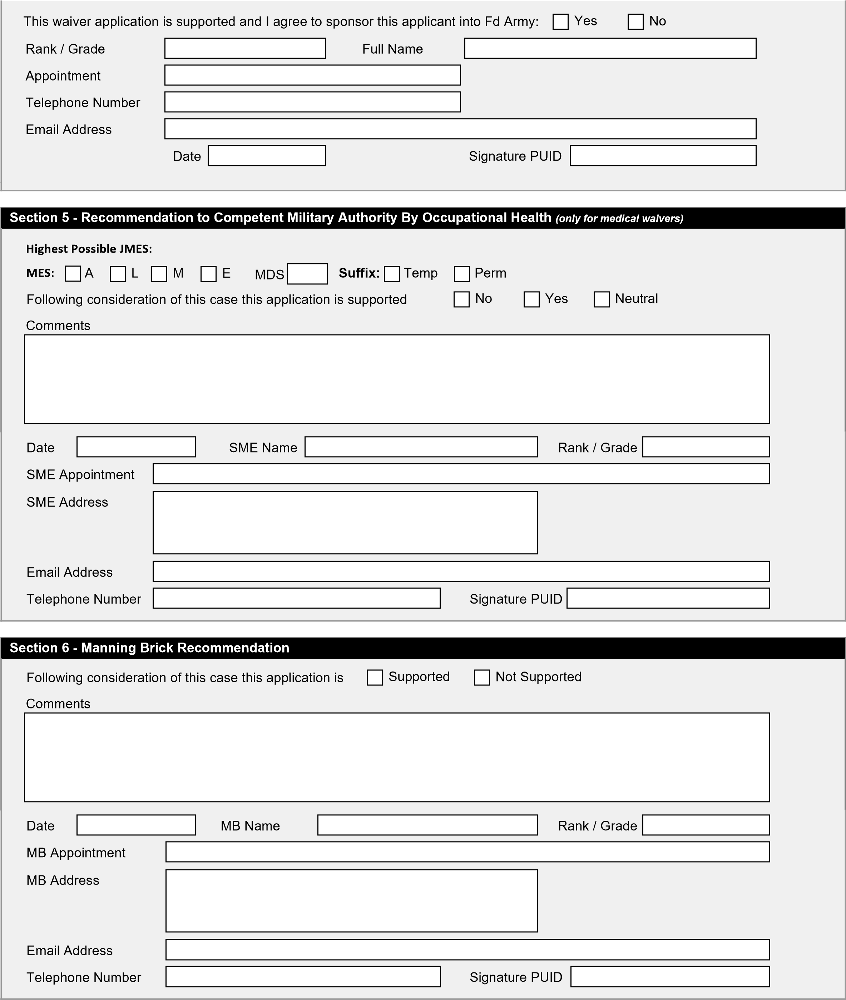 This waiver application is supported and I agree to sponsor this applicant into Fd Army: Yes No
Rank / Grade Full Name
Appointment
Telephone Number
Email Address
Date Signature PUID
Section 5 - Recommendation to Competent Military Authority By Occupational Health (only for medical waivers)
Highest Possible JMES:
MES: A L M E MDS Suffix: Temp Perm
Following consideration of this case this application is supported No Yes Neutral
Comments
Date SME Name Rank / Grade
SME Appointment
SME Address
Email Address
Telephone Number Signature PUID
Section 6 - Manning Brick Recommendation
Following consideration of this case this application is Supported Not Supported
Comments
Date MB Name Rank / Grade
MB Appointment
MB Address
Email Address
Telephone Number Signature PUID